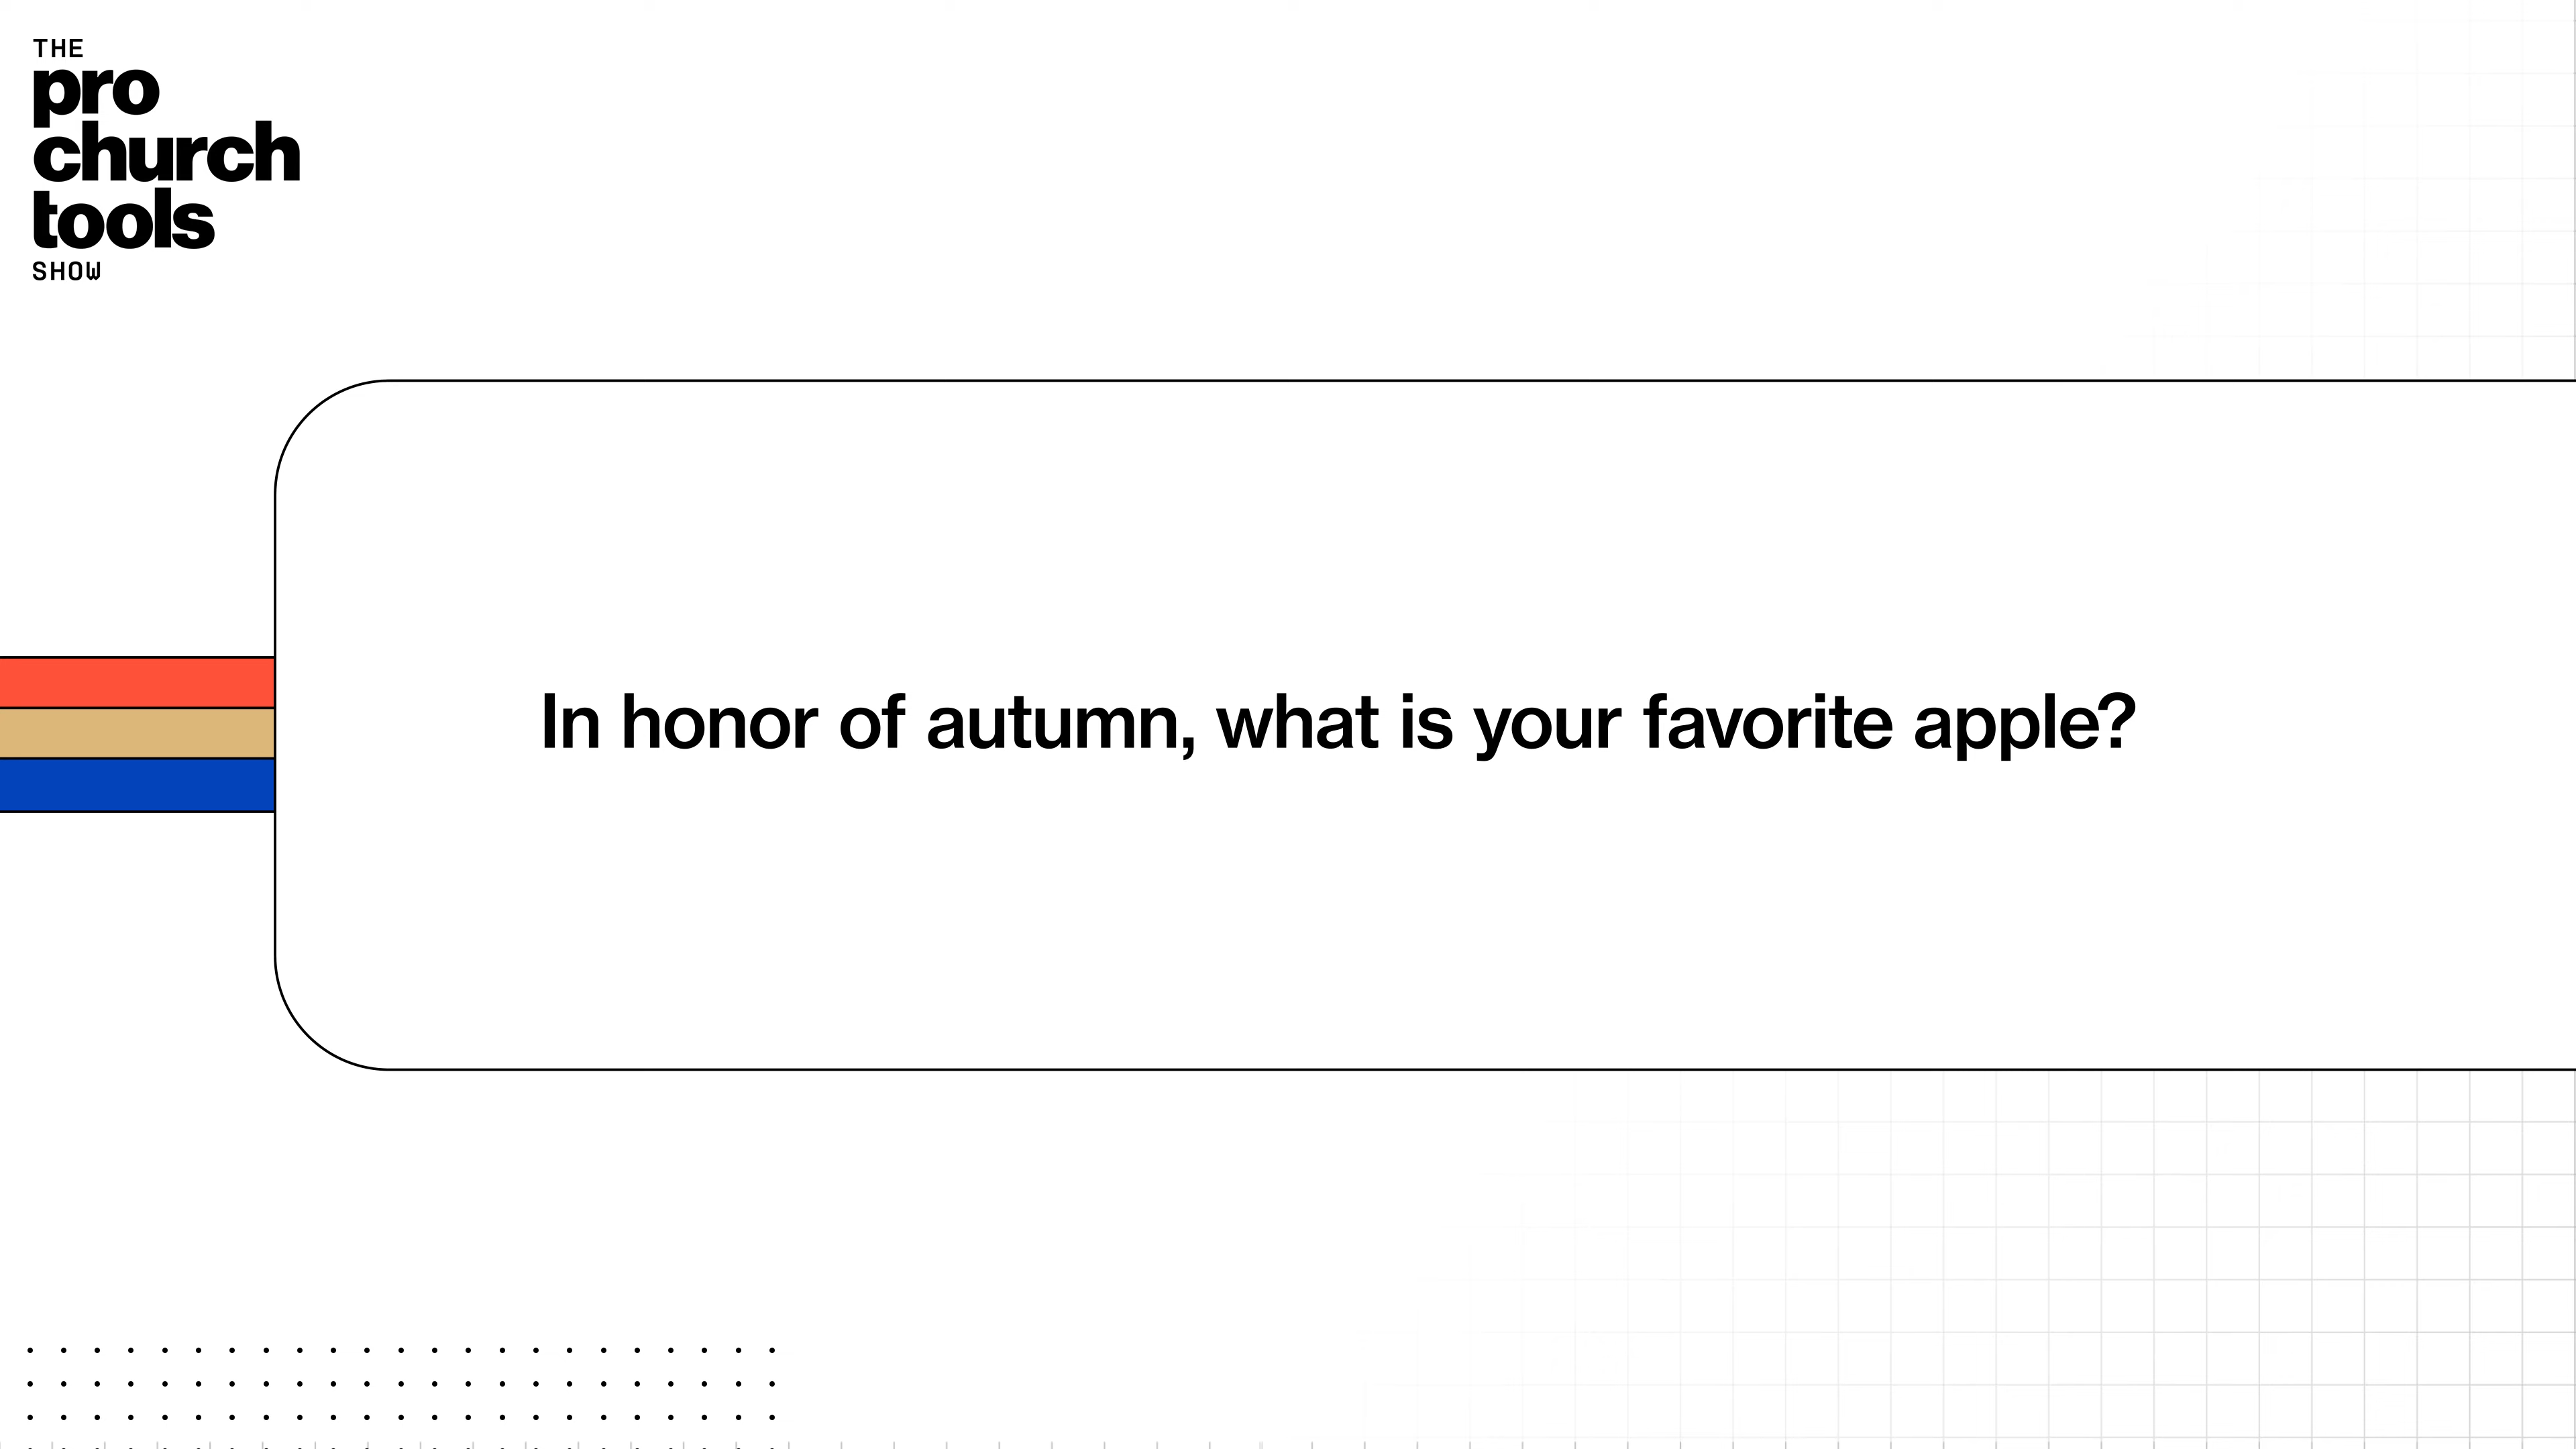 THE
pro
church
tools
SHOW
In honor of autumn, what is your favorite apple?